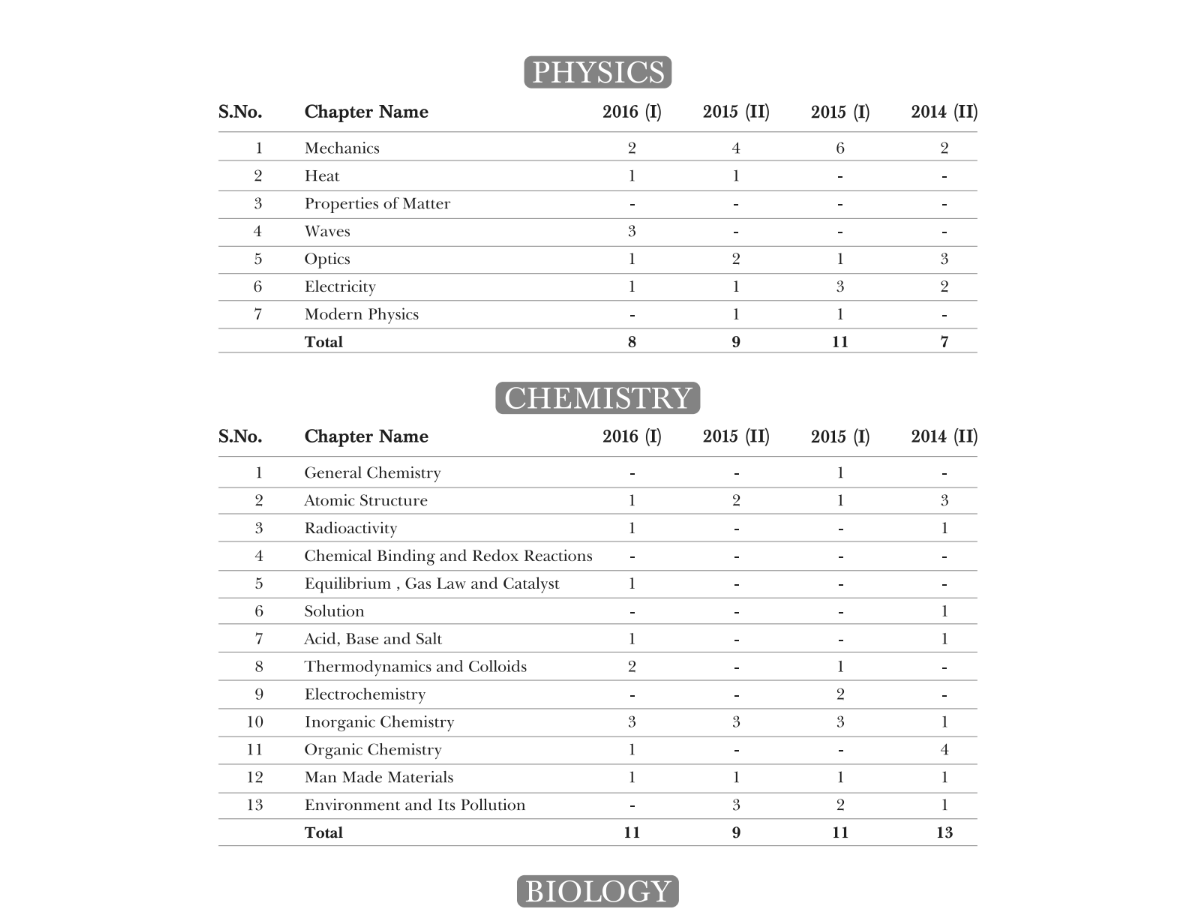 PHYSICS
S.No. Chapter Name 2016 (I) 2015 (II) 2015 (I) 2014 (II)
1 Mechanics 2 4 6 2
2 Heat 1 1 - -
3 Properties of Matter - - - -
4 Waves 3 - - -
5 Optics 1 2 1 3
6 Electricity 1 1 3 2
7 Modern Physics - 1 1 -
Total 8 9 11 7
CHEMISTRY
S.No. Chapter Name 2016 (I) 2015 (II) 2015 (I) 2014 (II)
1 General Chemistry - - 1 -
2 Atomic Structure 1 2 1 3
3 Radioactivity 1 - - 1
4 Chemical Binding and Redox Reactions - - - -
5 Equilibrium , Gas Law and Catalyst 1 - - -
6 Solution - - - 1
7 Acid, Base and Salt 1 - - 1
8 Thermodynamics and Colloids 2 - 1 -
9 Electrochemistry - - 2 -
10 Inorganic Chemistry 3 3 3 1
11 Organic Chemistry 1 - - 4
12 Man Made Materials 1 1 1 1
13 Environment and Its Pollution - 3 2 1
Total 11 9 11 13
BIOLOGY